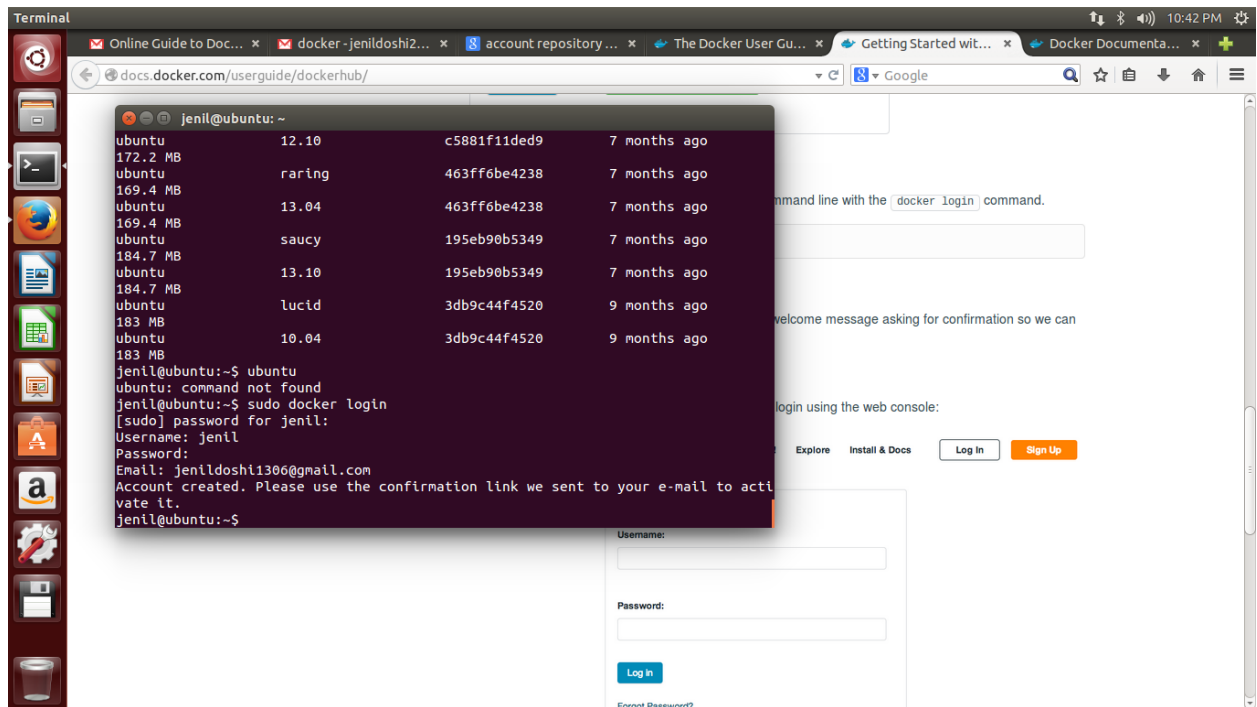 Terminal
10:42 PM
Online Guide to Doc... ×
docker - jenildoshi2... ×
account repository ... ×
The Docker User Gu... ×
Getting Started wit... ×
Docker Documenta... ×
docs.docker.com/userguide/dockerhub/
Google
jenil@ubuntu: ~
ubuntu 12.10 c5881f11ded9 7 months ago
172.2 MB
ubuntu raring 463ff6be4238 7 months ago
169.4 MB
ubuntu 13.04 463ff6be4238 7 months ago
169.4 MB
ubuntu saucy 195eb90b5349 7 months ago
184.7 MB
ubuntu 13.10 195eb90b5349 7 months ago
184.7 MB
ubuntu lucid 3db9c44f4520 9 months ago
183 MB
ubuntu 10.04 3db9c44f4520 9 months ago
183 MB
jenil@ubuntu:~$ ubuntu
ubuntu: command not found
jenil@ubuntu:~$ sudo docker login
[sudo] password for jenil:
Username: jenil
Password:
Email: jenildoshi1306@gmail.com
Account created. Please use the confirmation link we sent to your e-mail to acti
vate it.
jenil@ubuntu:~$
mmand line with the docker login command.
welcome message asking for confirmation so we can
login using the web console:
Explore Install & Docs Log In Sign Up
Username:
Password:
Log in
Forgot Password?